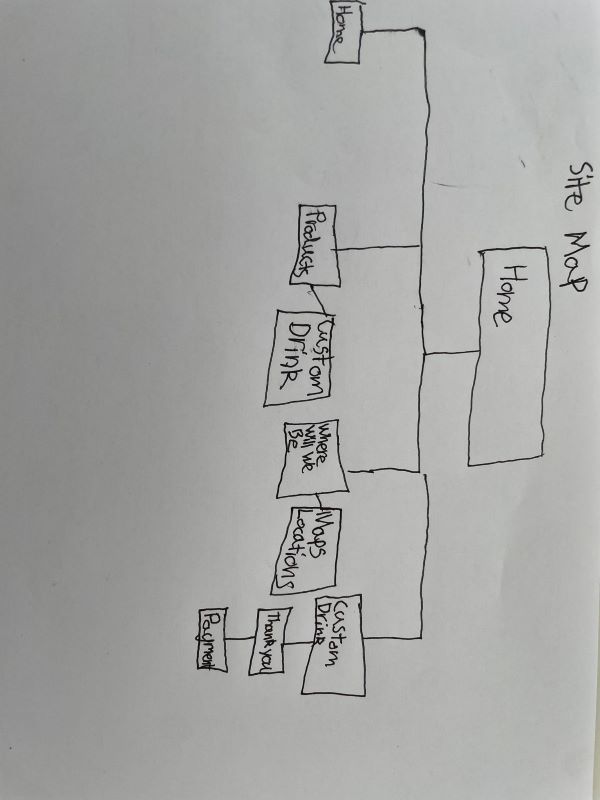 Site Map
Home
Home
Products
Custom
Drink
Where
Will We
Be
Maps
Locations
Custom
Drink
Thank you
Payment